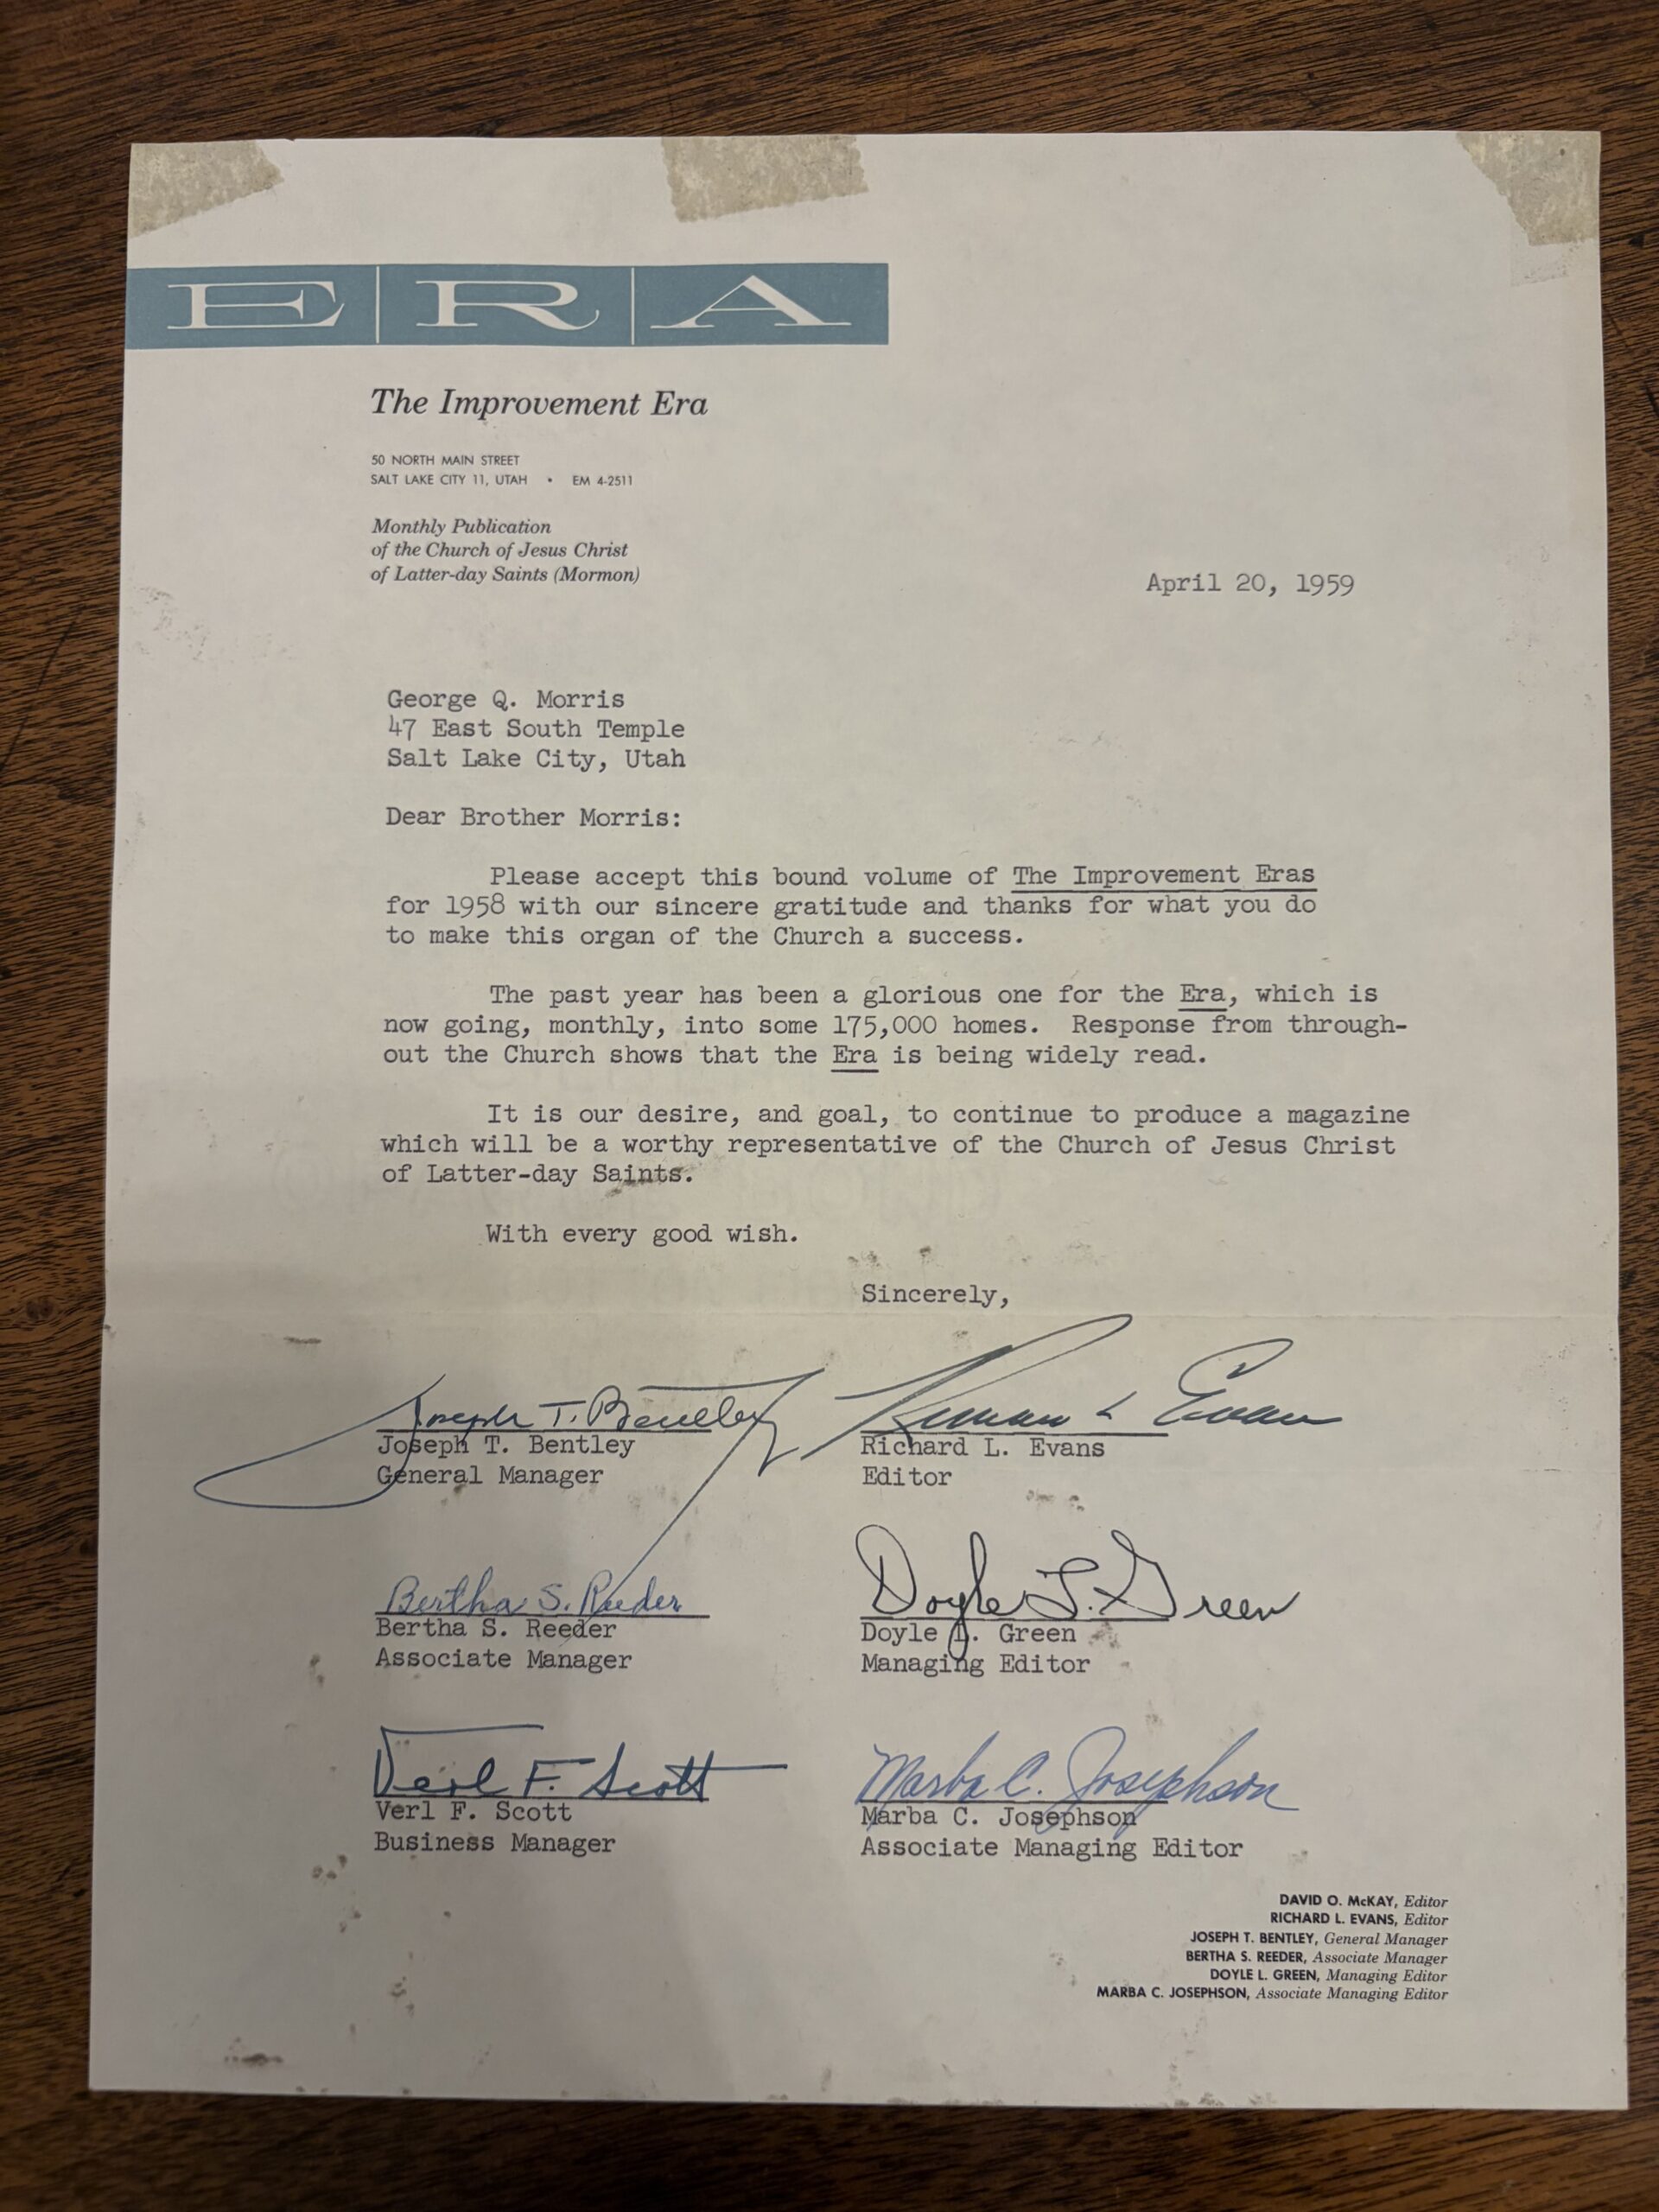 ERA
The Improvement Era
50 NORTH MAIN STREET
SALT LAKE CITY 11, UTAH • EM 4-2511
Monthly Publication
of the Church of Jesus Christ
of Latter-day Saints (Mormon)
April 20, 1959
George Q. Morris
47 East South Temple
Salt Lake City, Utah
Dear Brother Morris:
Please accept this bound volume of The Improvement Eras
for 1958 with our sincere gratitude and thanks for what you do
to make this organ of the Church a success.
The past year has been a glorious one for the Era, which is
now going, monthly, into some 175,000 homes. Response from through-
out the Church shows that the Era is being widely read.
It is our desire, and goal, to continue to produce a magazine
which will be a worthy representative of the Church of Jesus Christ
of Latter-day Saints.
With every good wish.
Sincerely,
Joseph T. Bentley
Joseph T. Bentley
General Manager
Richard L Evans
Richard L. Evans
Editor
Bertha S. Reeder
Bertha S. Reeder
Associate Manager
Doyle L. Green
Doyle L. Green
Managing Editor
Verl F. Scott
Verl F. Scott
Business Manager
Marba C. Josephson
Marba C. Josephson
Associate Managing Editor
DAVID O. McKAY, Editor
RICHARD L. EVANS, Editor
JOSEPH T. BENTLEY, General Manager
BERTHA S. REEDER, Associate Manager
DOYLE L. GREEN, Managing Editor
MARBA C. JOSEPHSON, Associate Managing Editor